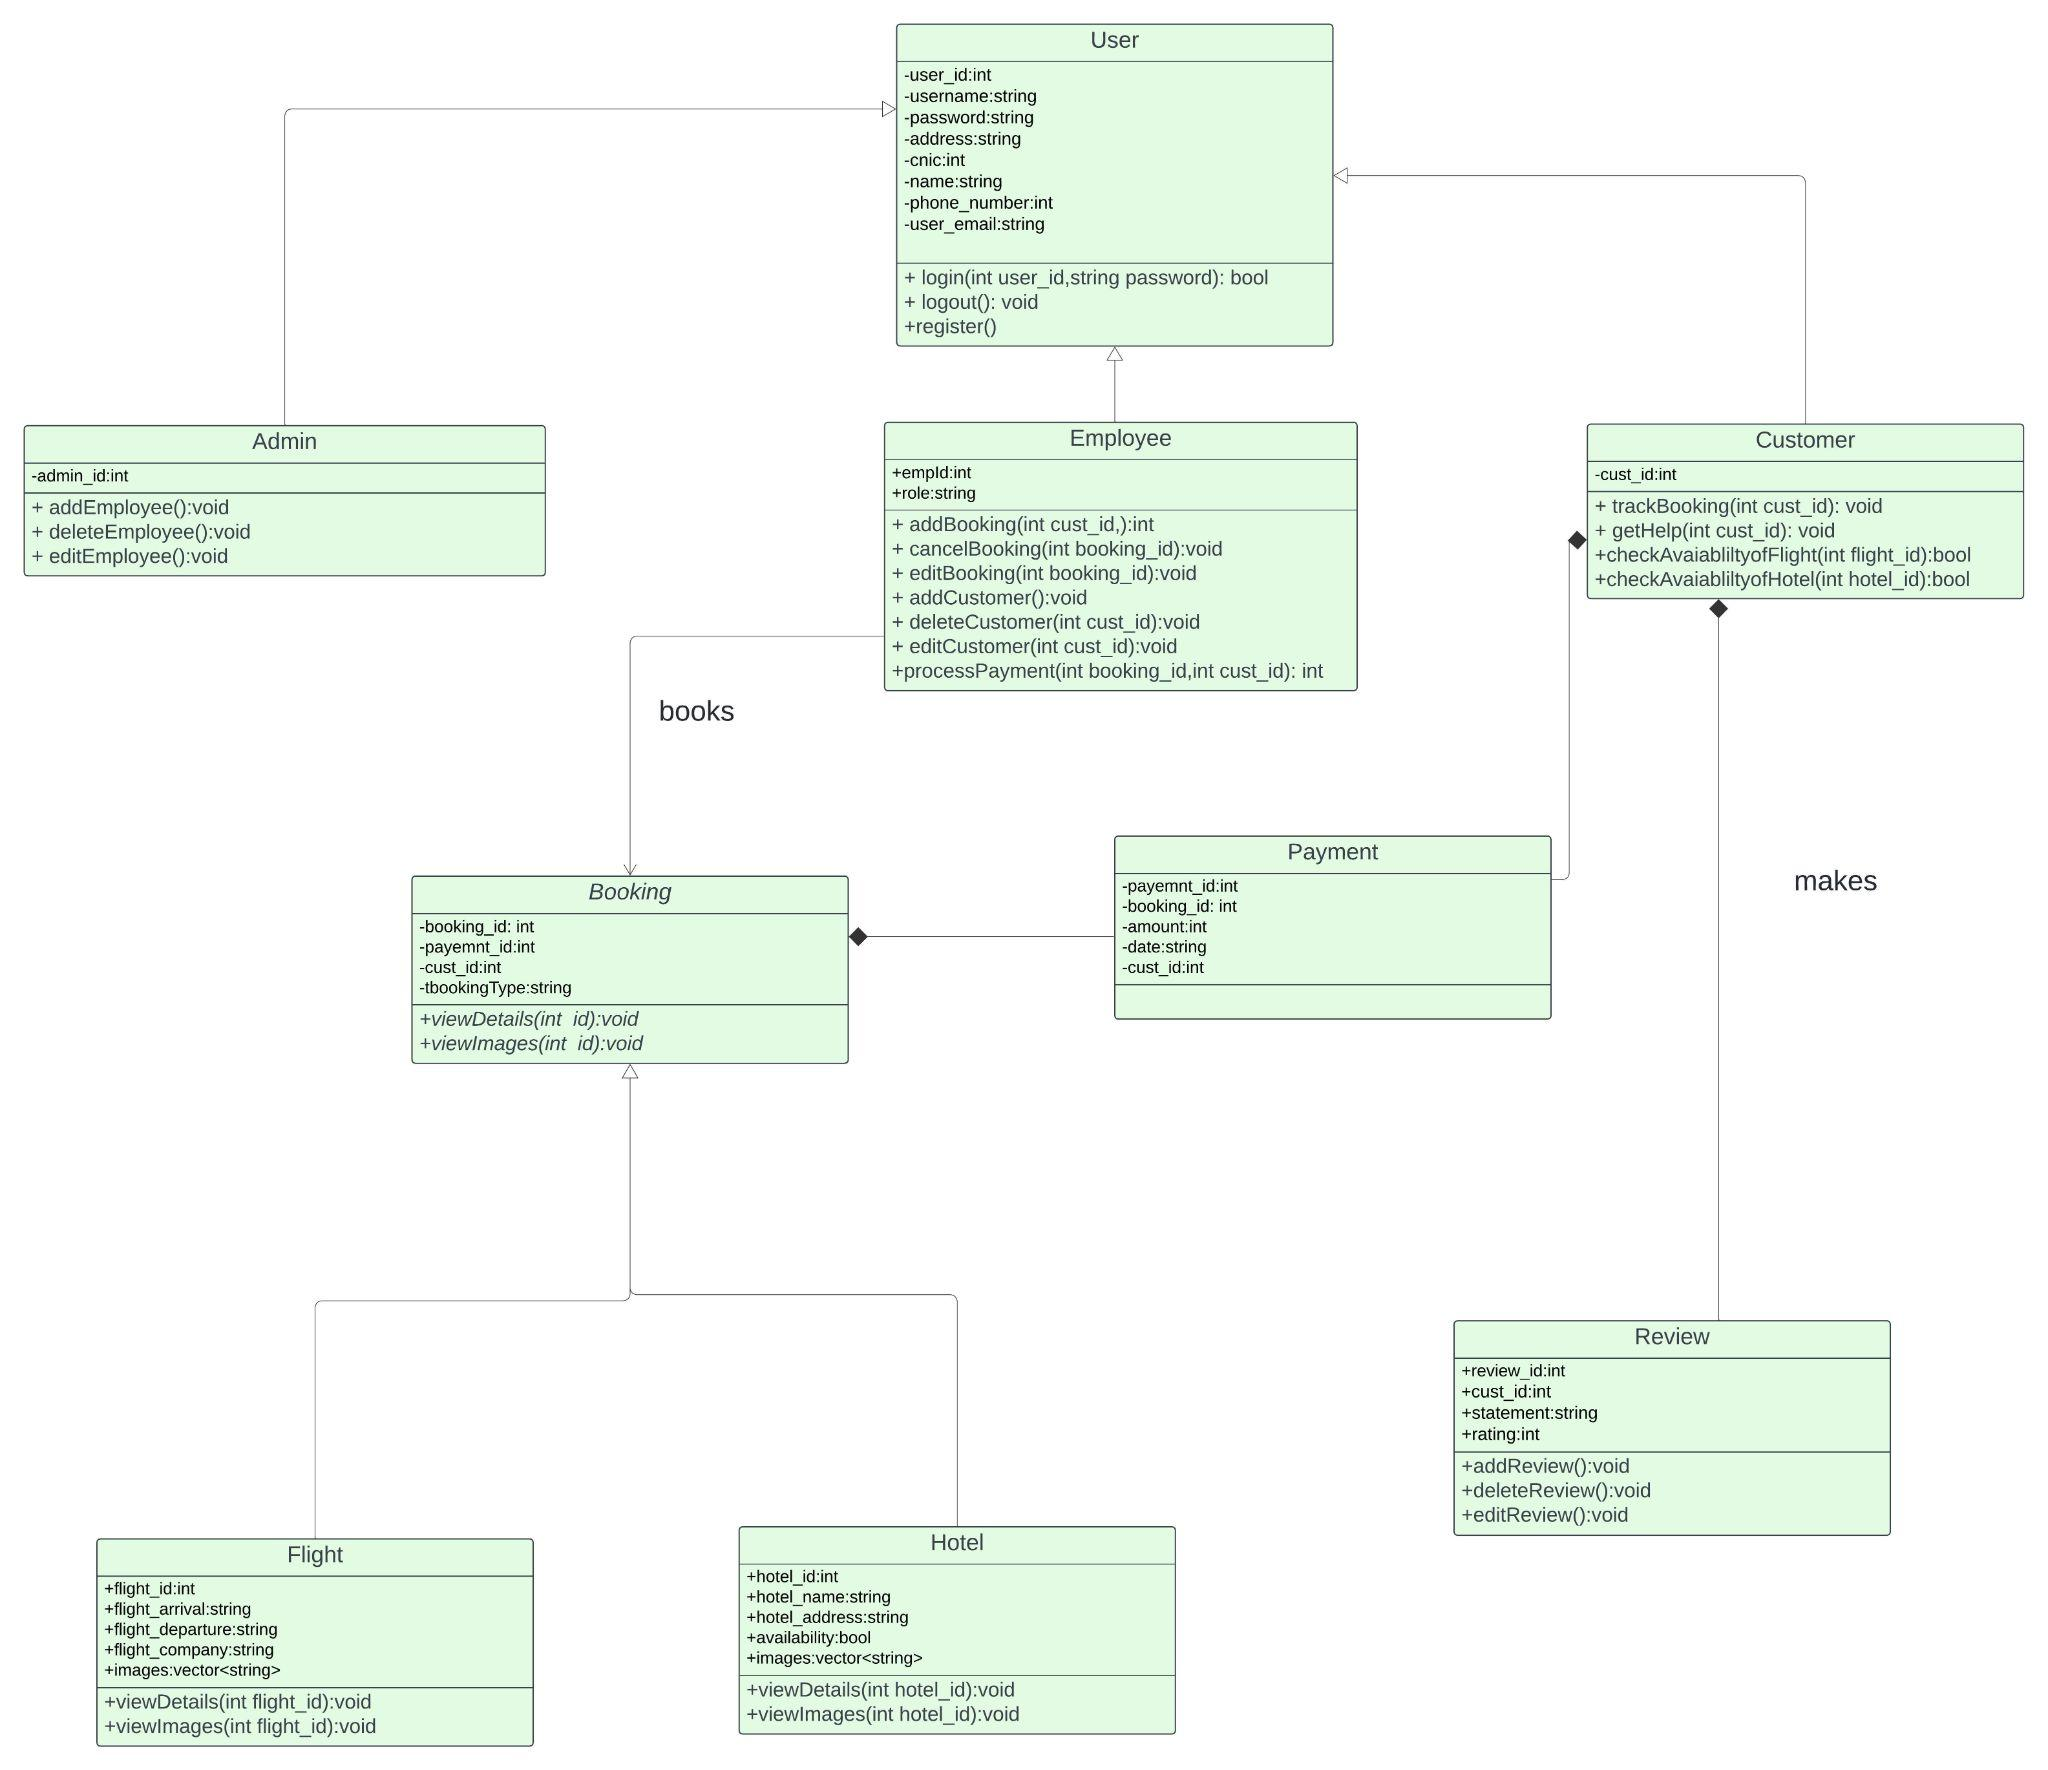 User
-user_id:int
-username:string
-password:string
-address:string
-cnic:int
-name:string
-phone_number:int
-user_email:string
+ login(int user_id,string password): bool
+ logout(): void
+register()
Admin
-admin_id:int
+ addEmployee():void
+ deleteEmployee():void
+ editEmployee():void
Employee
+empId:int
+role:string
+ addBooking(int cust_id,):int
+ cancelBooking(int booking_id):void
+ editBooking(int booking_id):void
+ addCustomer():void
+ deleteCustomer(int cust_id):void
+ editCustomer(int cust_id):void
+processPayment(int booking_id,int cust_id): int
Customer
-cust_id:int
+ trackBooking(int cust_id): void
+ getHelp(int cust_id): void
+checkAvaiabliltyofFlight(int flight_id):bool
+checkAvaiabliltyofHotel(int hotel_id):bool
books
makes
Booking
-booking_id: int
-payemnt_id:int
-cust_id:int
-tbookingType:string
+viewDetails(int  id):void
+viewImages(int  id):void
Payment
-payemnt_id:int
-booking_id: int
-amount:int
-date:string
-cust_id:int
Review
+review_id:int
+cust_id:int
+statement:string
+rating:int
+addReview():void
+deleteReview():void
+editReview():void
Flight
+flight_id:int
+flight_arrival:string
+flight_departure:string
+flight_company:string
+images:vector<string>
+viewDetails(int flight_id):void
+viewImages(int flight_id):void
Hotel
+hotel_id:int
+hotel_name:string
+hotel_address:string
+availability:bool
+images:vector<string>
+viewDetails(int hotel_id):void
+viewImages(int hotel_id):void